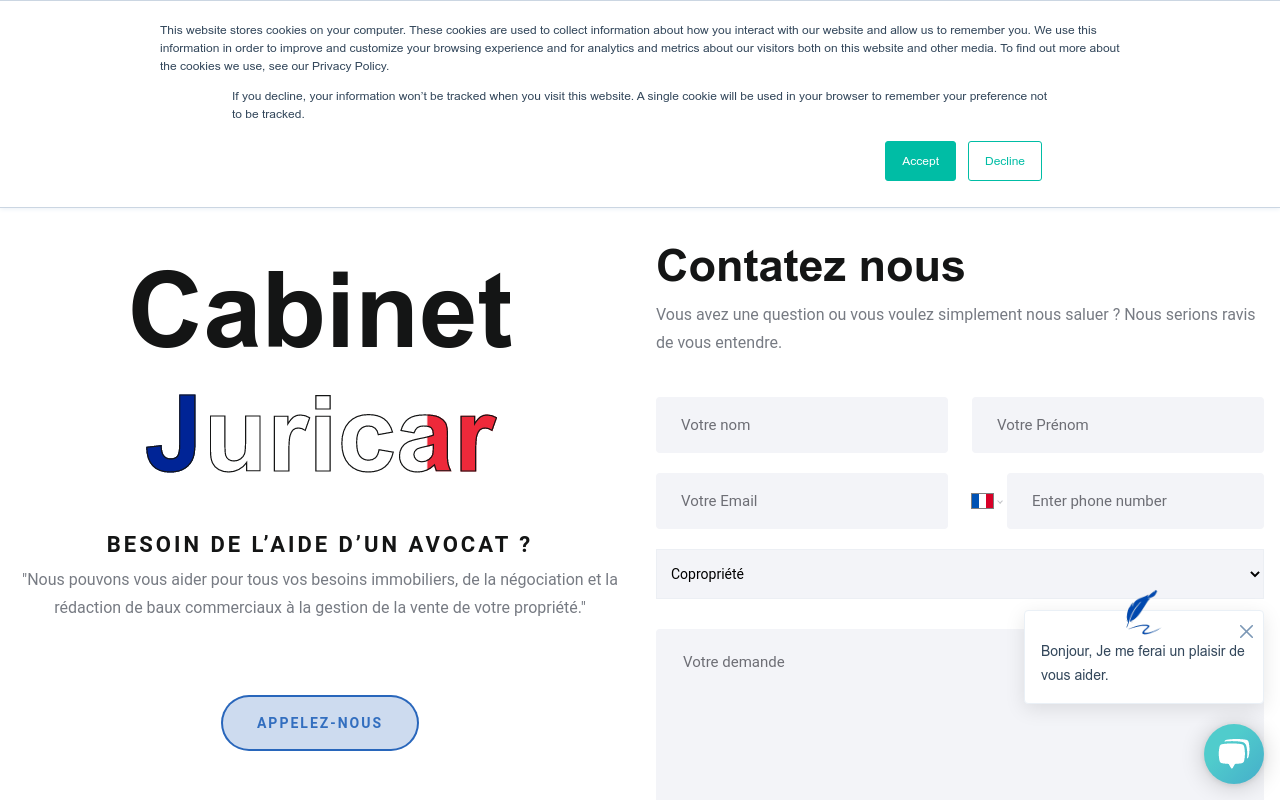 This website stores cookies on your computer. These cookies are used to collect information about how you interact with our website and allow us to remember you. We use this
information in order to improve and customize your browsing experience and for analytics and metrics about our visitors both on this website and other media. To find out more about
the cookies we use, see our Privacy Policy.
If you decline, your information won’t be tracked when you visit this website. A single cookie will be used in your browser to remember your preference not
to be tracked.
Accept
Decline
Cabinet
Juricar
BESOIN DE L’AIDE D’UN AVOCAT ?
"Nous pouvons vous aider pour tous vos besoins immobiliers, de la négociation et la
rédaction de baux commerciaux à la gestion de la vente de votre propriété."
APPELEZ-NOUS
Contatez nous
Vous avez une question ou vous voulez simplement nous saluer ? Nous serions ravis
de vous entendre.
Votre nom
Votre Prénom
Votre Email
Enter phone number
Copropriété
Votre demande
Bonjour, Je me ferai un plaisir de
vous aider.